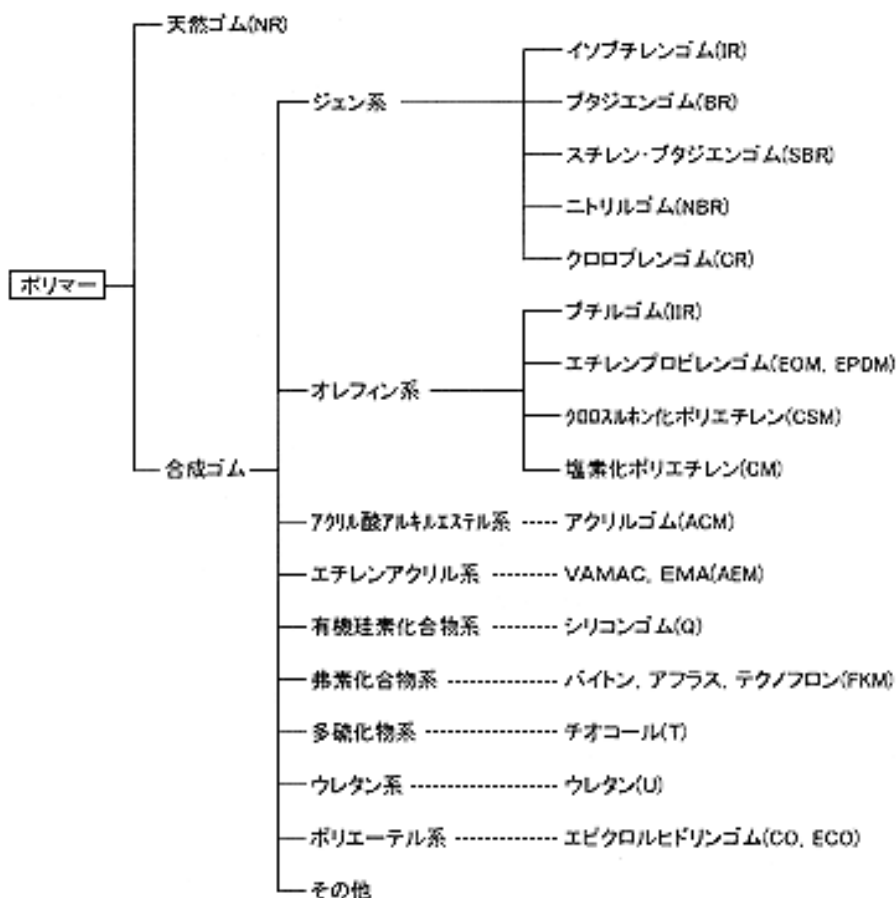 天然ゴム(NR)
イソブチレンゴム(IR)
ジェン系
ブタジエンゴム(BR)
スチレン・ブタジエンゴム(SBR)
ニトリルゴム(NBR)
クロロプレンゴム(CR)
ポリマー
ブチルゴム(IIR)
エチレンプロピレンゴム(EOM, EPDM)
オレフィン系
クロロスルホン化ポリエチレン(CSM)
合成ゴム
塩素化ポリエチレン(CM)
アクリル酸アルキルエステル系
アクリルゴム(ACM)
エチレンアクリル系
VAMAC, EMA(AEM)
有機珪素化合物系
シリコンゴム(Q)
弗素化合物系
バイトン, アフラス, テクノフロン(FKM)
多硫化物系
チオコール(T)
ウレタン系
ウレタン(U)
ポリエーテル系
エピクロルヒドリンゴム(CO, ECO)
その他